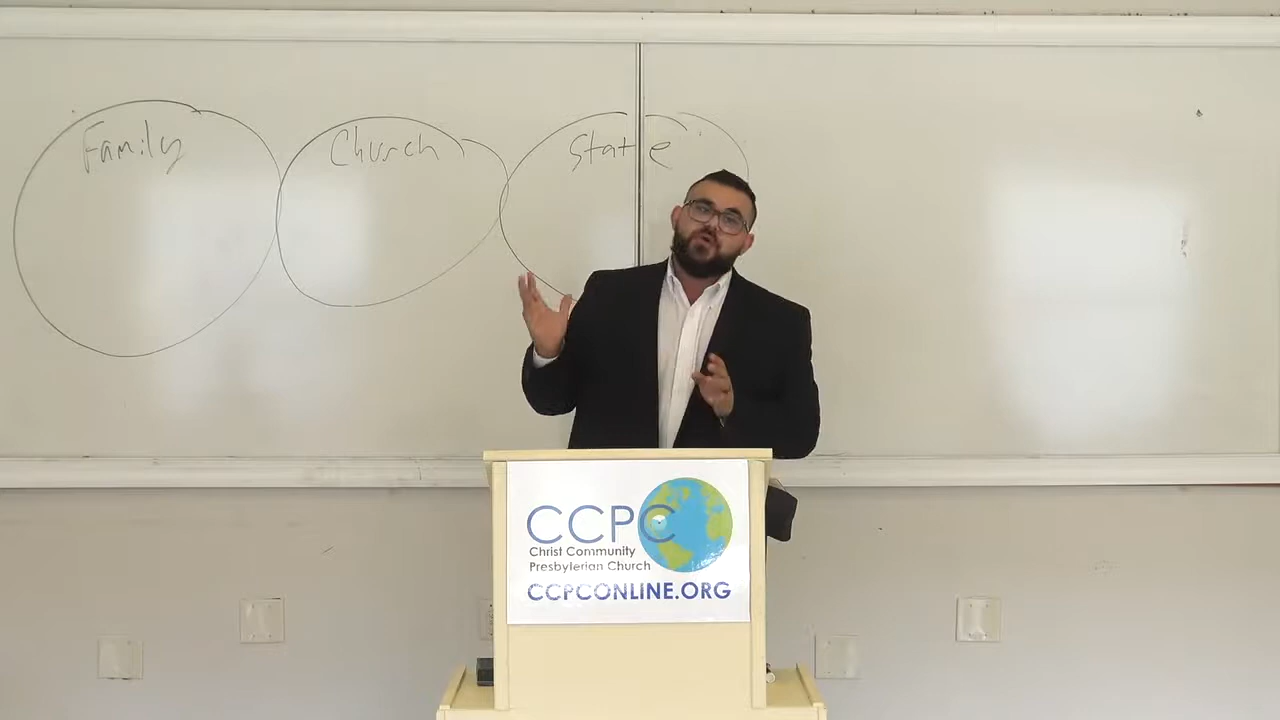 Family
Church
State
CCPC
Christ Community
Presbyterian Church
CCPCONLINE.ORG